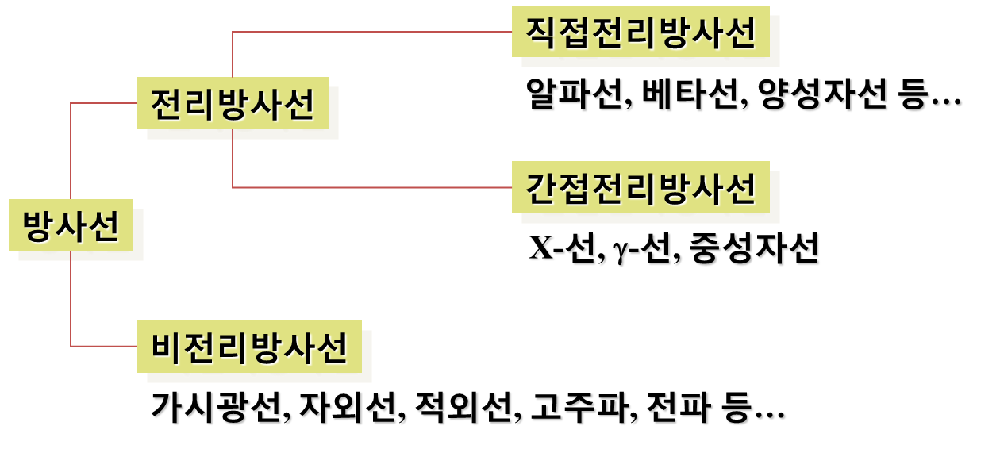 직접전리방사선
알파선, 베타선, 양성자선 등…
전리방사선
간접전리방사선
방사선
X-선, γ-선, 중성자선
비전리방사선
가시광선, 자외선, 적외선, 고주파, 전파 등…